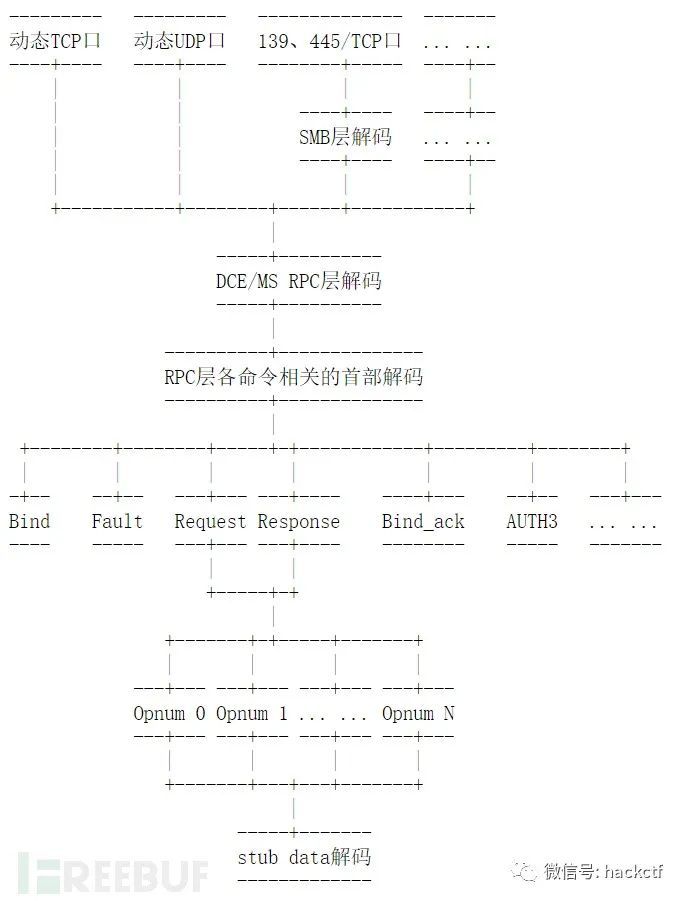 动态TCP口 动态UDP口 139、445/TCP口 ... ...
SMB层解码 ... ...
DCE/MS RPC层解码
RPC层各命令相关的首部解码
Bind Fault Request Response Bind_ack AUTH3 ... ...
Opnum 0 Opnum 1 ... ... Opnum N
stub data解码
FREEBUF
微信号: hackctf